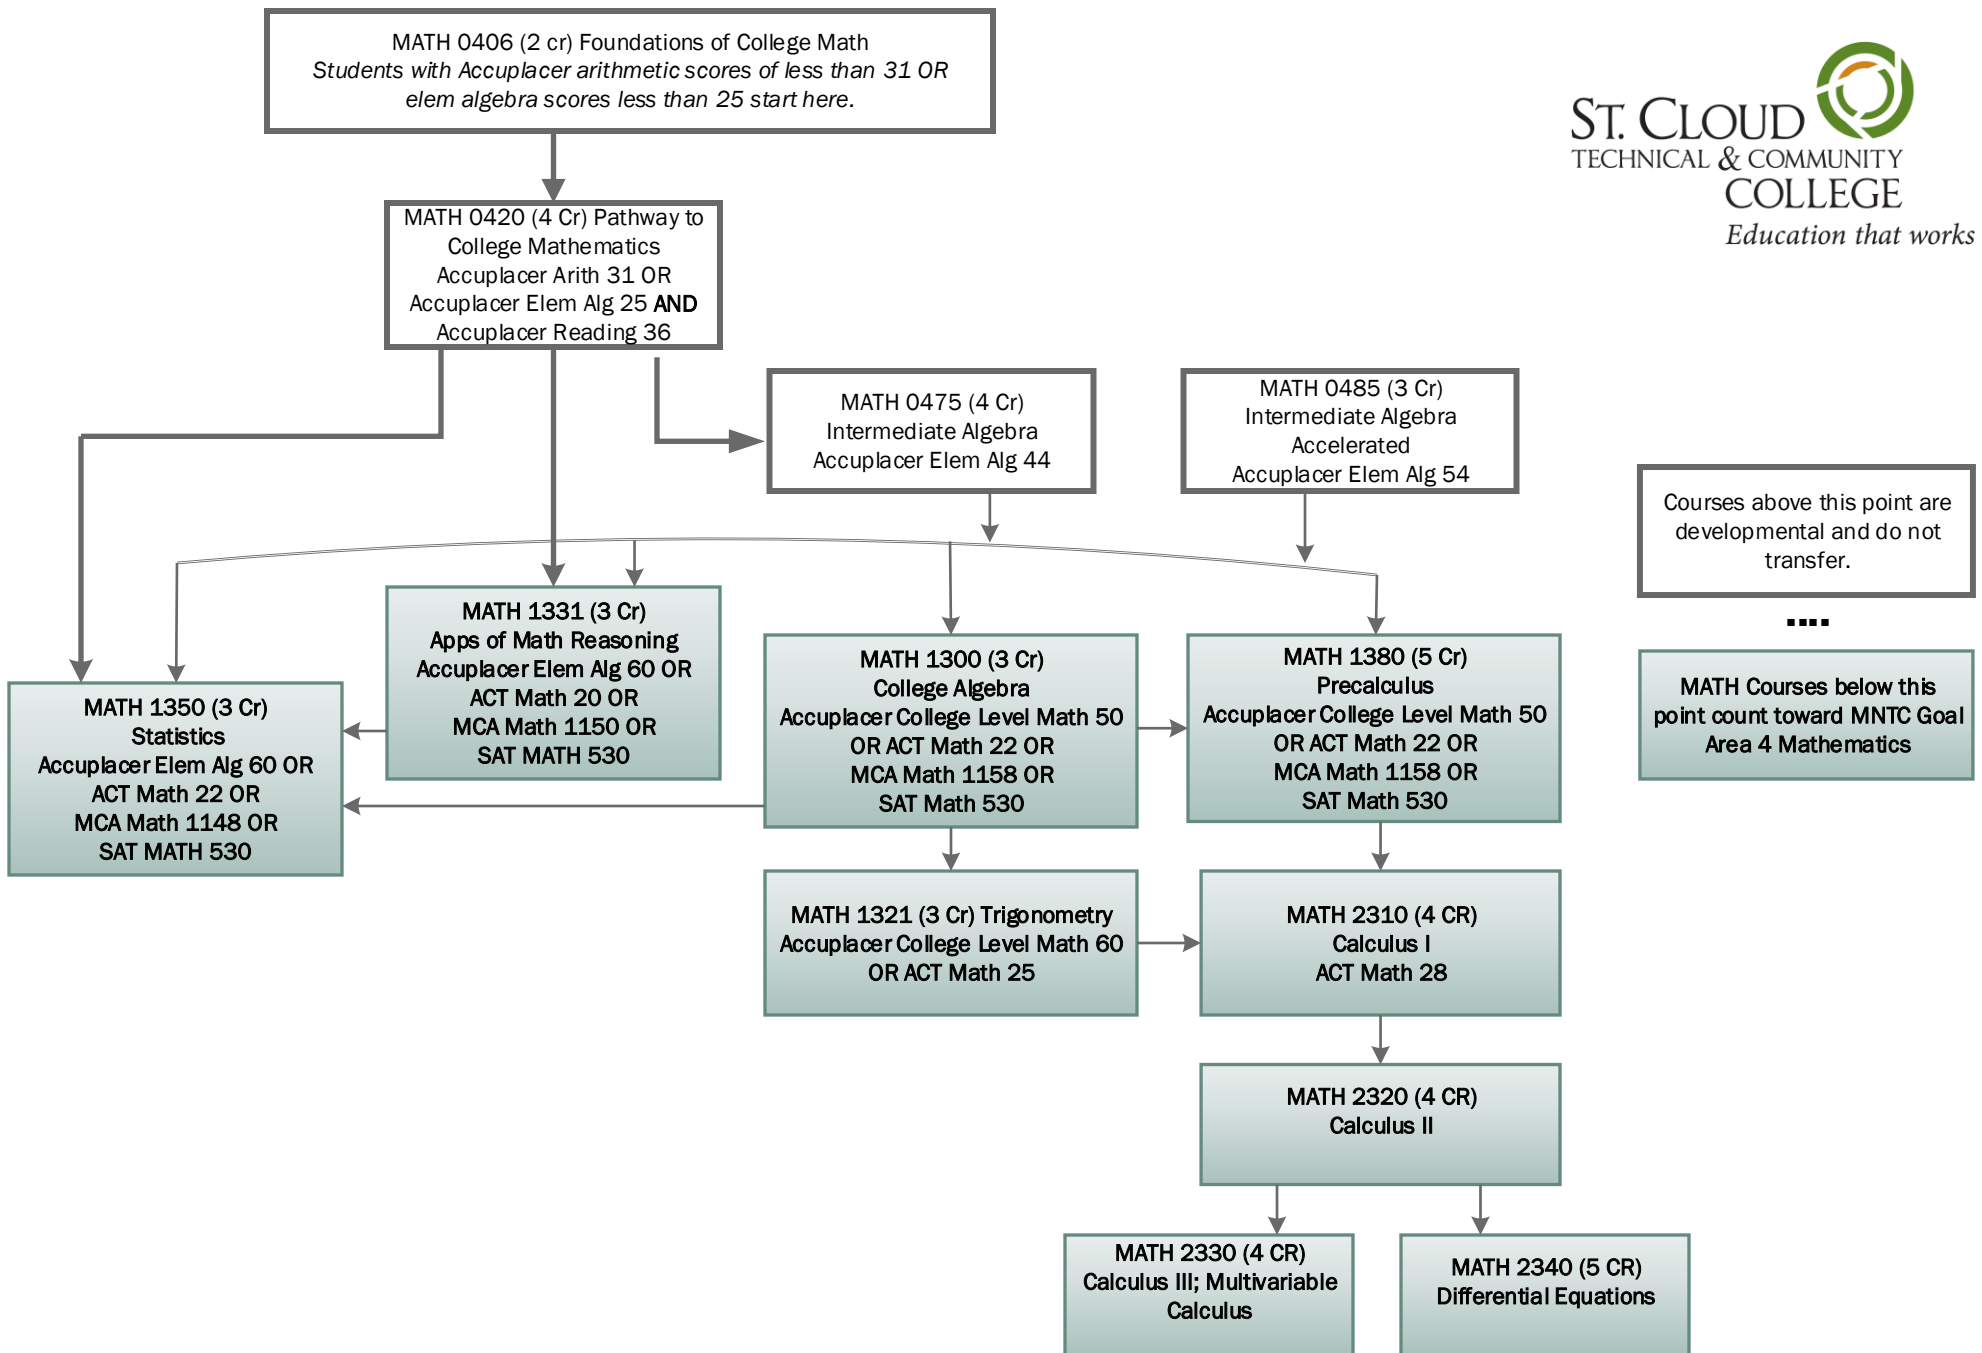 MATH 0406 (2 cr) Foundations of College Math
Students with Accuplacer arithmetic scores of less than 31 OR
elem algebra scores less than 25 start here.
ST. CLOUD
TECHNICAL & COMMUNITY
COLLEGE
Education that works
MATH 0420 (4 Cr) Pathway to
College Mathematics
Accuplacer Arith 31 OR
Accuplacer Elem Alg 25 AND
Accuplacer Reading 36
MATH 0475 (4 Cr)
Intermediate Algebra
Accuplacer Elem Alg 44
MATH 0485 (3 Cr)
Intermediate Algebra
Accelerated
Accuplacer Elem Alg 54
Courses above this point are
developmental and do not
transfer.
....
MATH Courses below this
point count toward MNTC Goal
Area 4 Mathematics
MATH 1350 (3 Cr)
Statistics
Accuplacer Elem Alg 60 OR
ACT Math 22 OR
MCA Math 1148 OR
SAT MATH 530
MATH 1331 (3 Cr)
Apps of Math Reasoning
Accuplacer Elem Alg 60 OR
ACT Math 20 OR
MCA Math 1150 OR
SAT MATH 530
MATH 1300 (3 Cr)
College Algebra
Accuplacer College Level Math 50
OR ACT Math 22 OR
MCA Math 1158 OR
SAT Math 530
MATH 1380 (5 Cr)
Precalculus
Accuplacer College Level Math 50
OR ACT Math 22 OR
MCA Math 1158 OR
SAT Math 530
MATH 1321 (3 Cr) Trigonometry
Accuplacer College Level Math 60
OR ACT Math 25
MATH 2310 (4 CR)
Calculus I
ACT Math 28
MATH 2320 (4 CR)
Calculus II
MATH 2330 (4 CR)
Calculus III; Multivariable
Calculus
MATH 2340 (5 CR)
Differential Equations